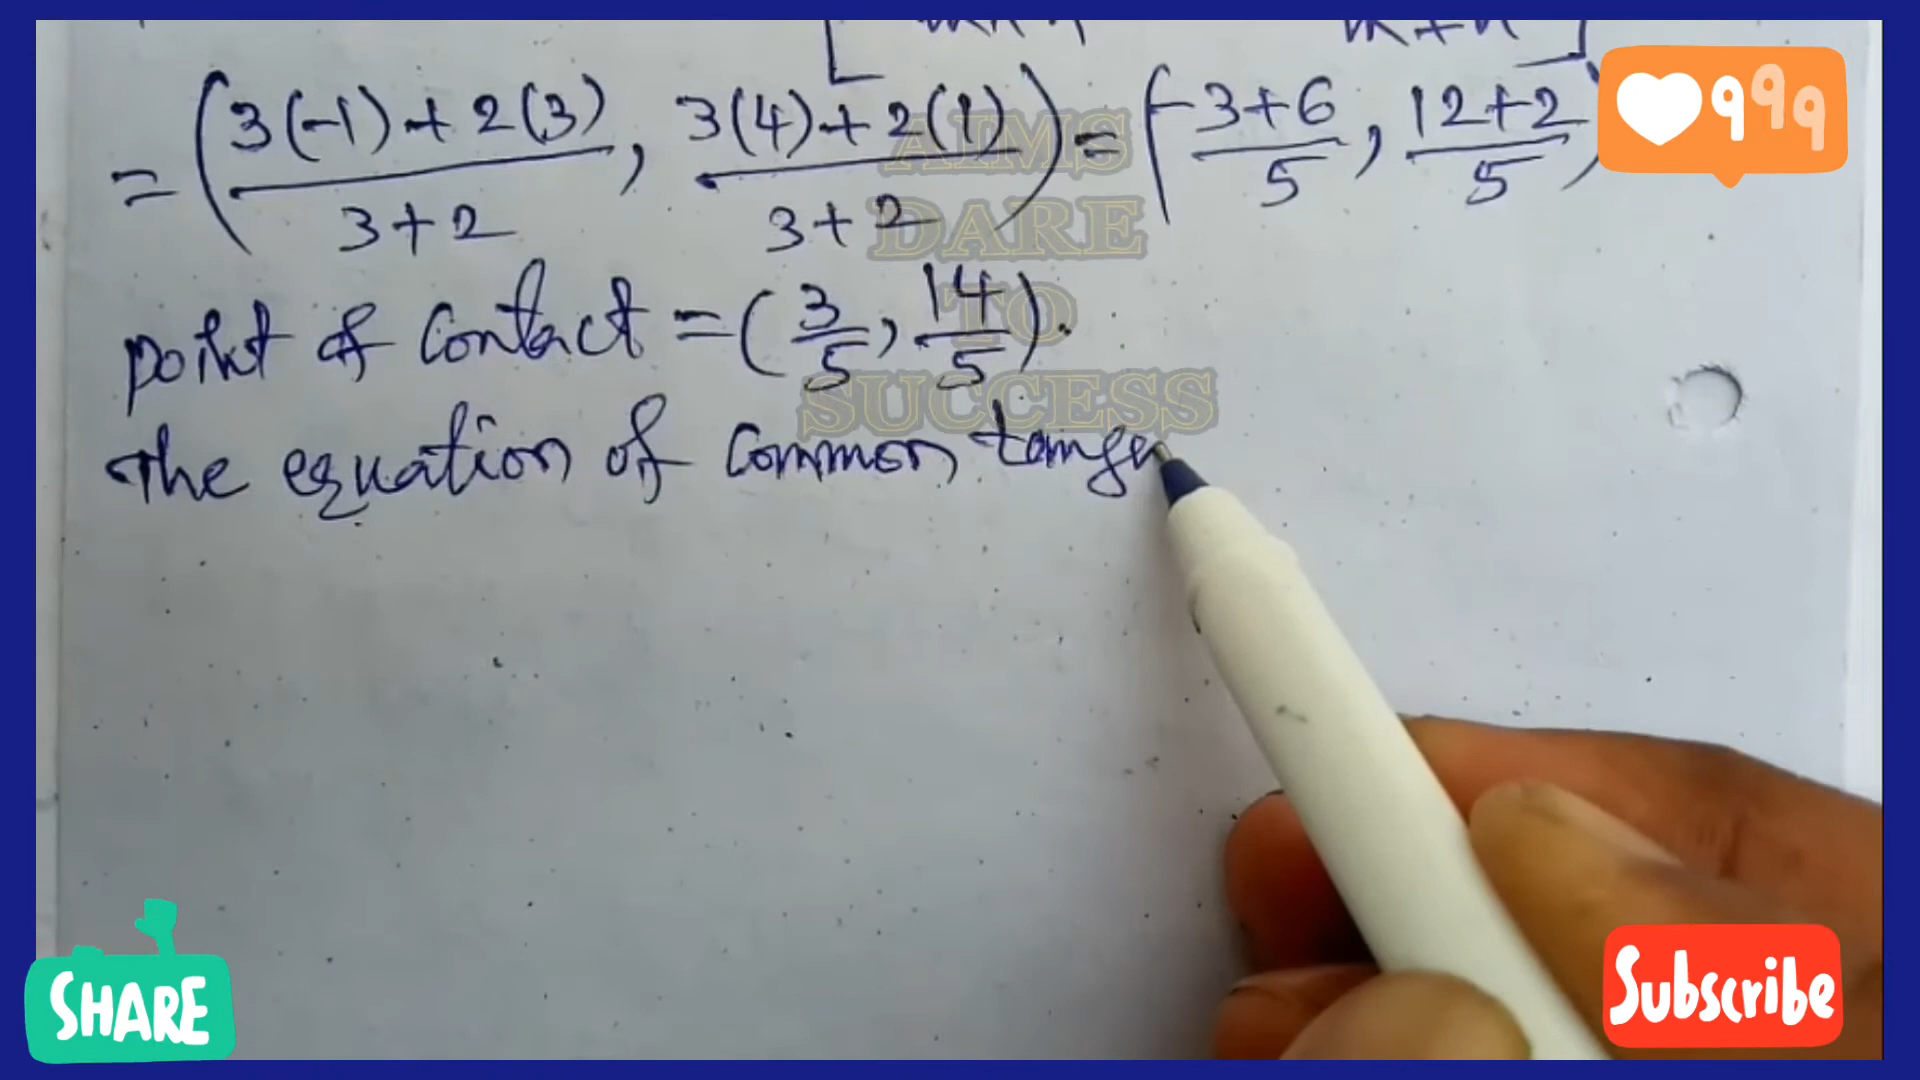 = (3(-1)+2(3)/3+2, 3(4)+2(1)/3+2) = (-3+6/5, 12+2/5)
999
point of contact = (3/5, 14/5).
The equation of common tange
AIMS
DARE
TO
SUCCESS
SHARE
Subscribe